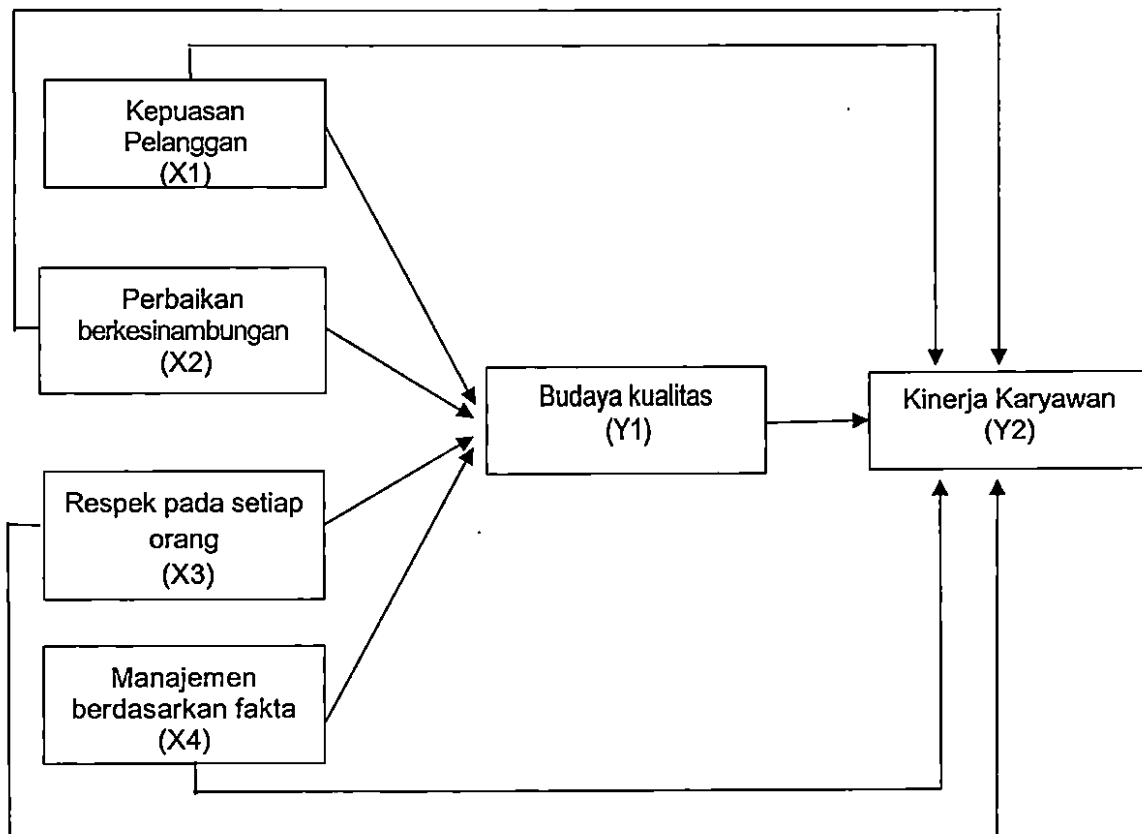 Kepuasan
Pelanggan
(X1)
Perbaikan
berkesinambungan
(X2)
Respek pada setiap
orang
(X3)
Manajemen
berdasarkan fakta
(X4)
Budaya kualitas
(Y1)
Kinerja Karyawan
(Y2)